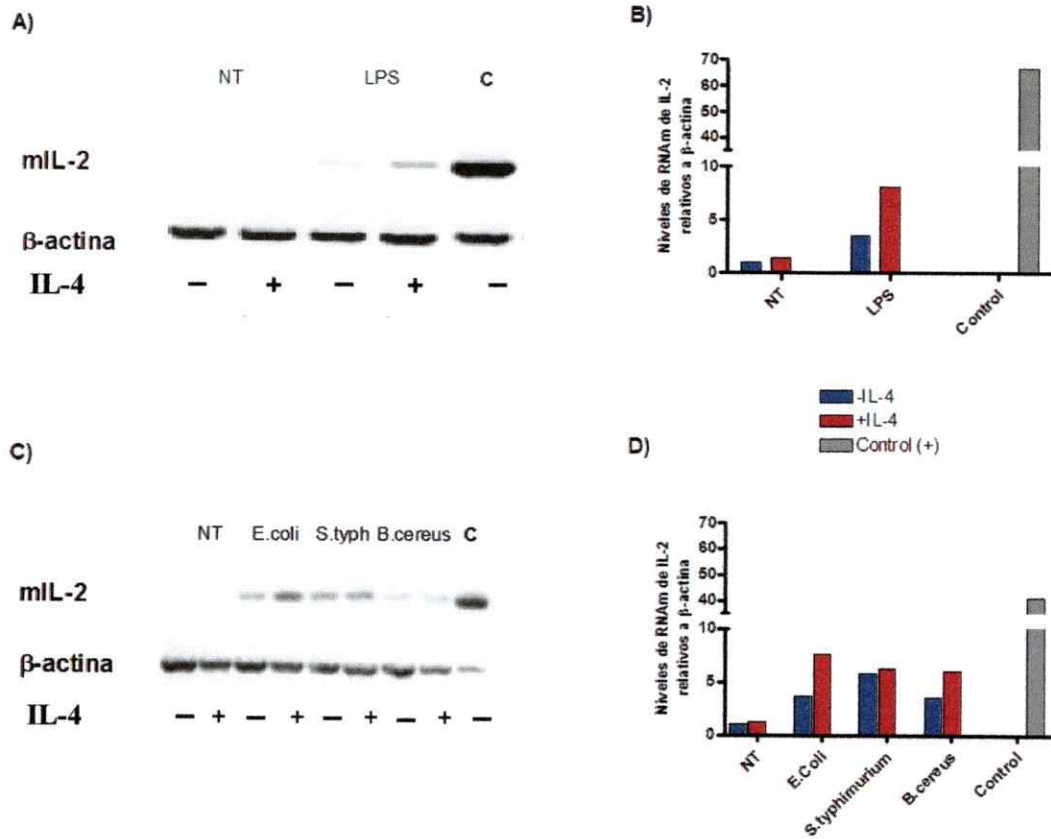 A)
NT LPS C
mIL-2
β-actina
IL-4
− + − + −
B)
Niveles de RNAm de IL-2
relativos a β-actina
70
60
50
40
10
5
0
NT
LPS
Control
-IL-4
+IL-4
Control (+)
C)
NT E.coli S.typh B.cereus C
mIL-2
β-actina
IL-4
− + − + − + − + −
D)
Niveles de RNAm de IL-2
relativos a β-actina
70
60
50
40
10
5
0
NT
E.Coli
S.typhimurium
B.cereus
Control